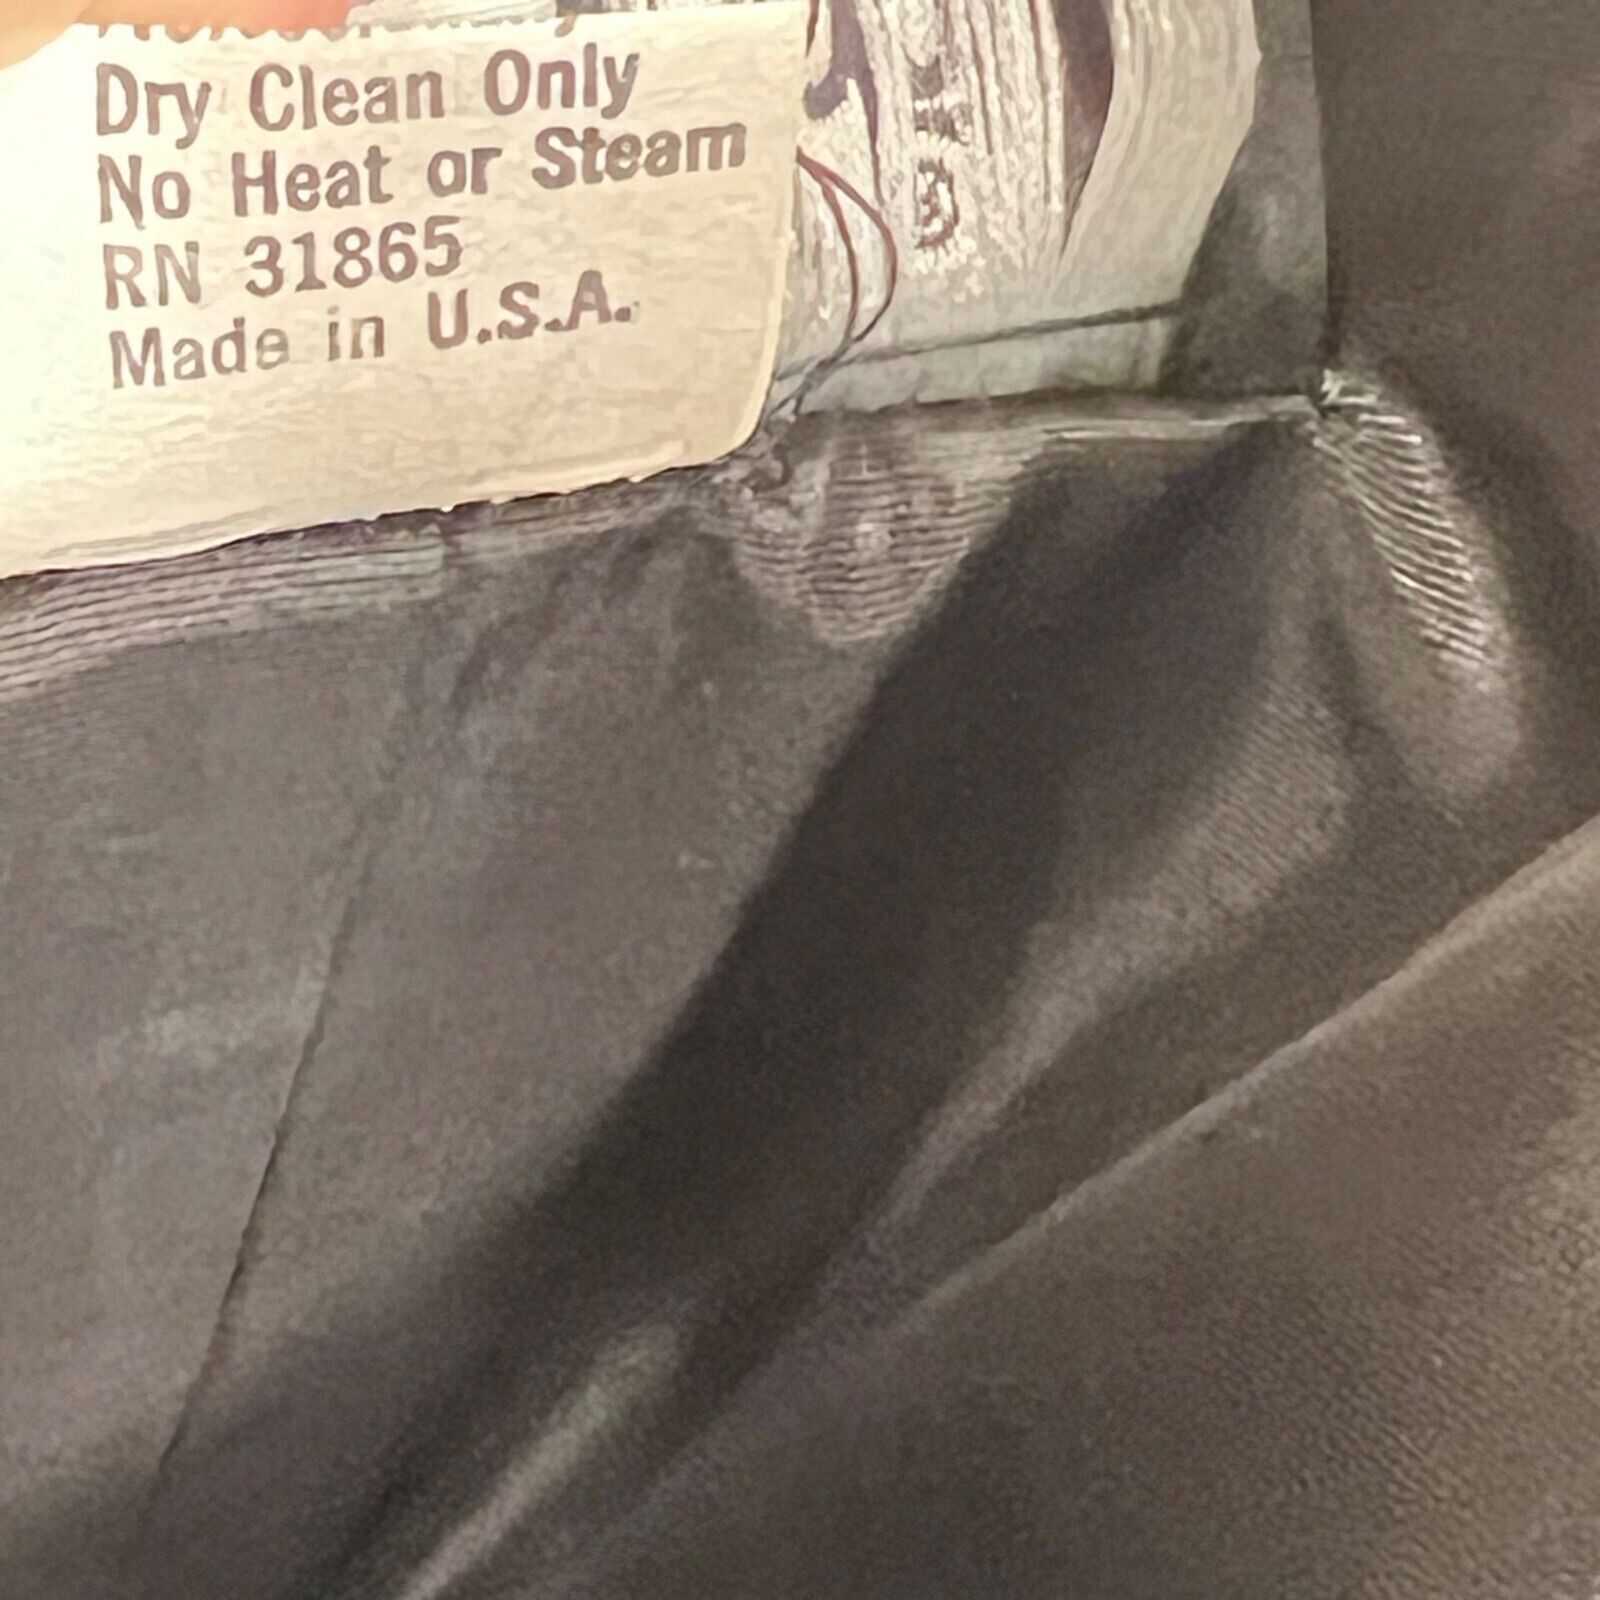 Dry Clean Only
No Heat or Steam
RN 31865
Made in U.S.A.